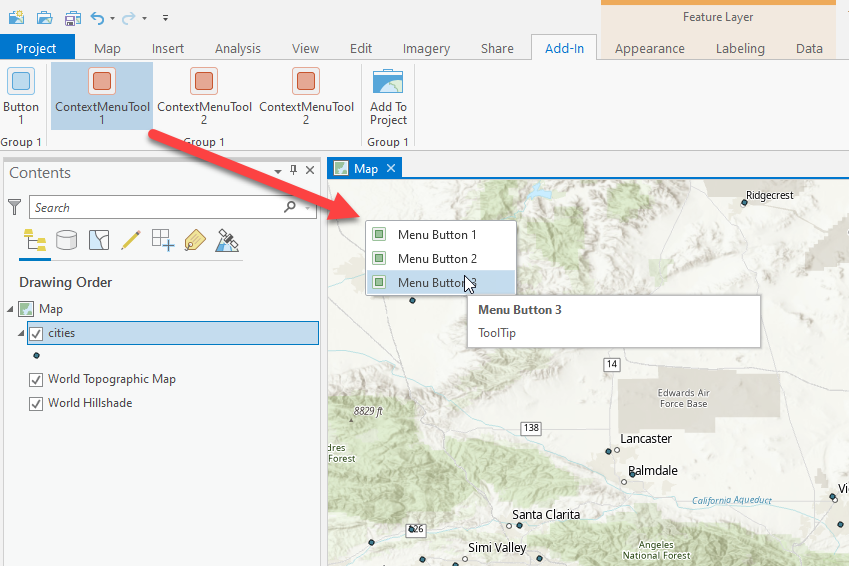 Feature Layer
Project Map Insert Analysis View Edit Imagery Share Add-In Appearance Labeling Data
Button
1
ContextMenuTool
1
ContextMenuTool
2
ContextMenuTool
2
Add To
Project
Group 1
Group 1
Group 1
Contents
Search
Drawing Order
Map
cities
World Topographic Map
World Hillshade
Map
Ridgecrest
Menu Button 1
Menu Button 2
Menu Button 3
Menu Button 3
ToolTip
14
Edwards Air
Force Base
8829 ft
138
Lancaster
Palmdale
dres
Forest
California Aqueduct
Santa Clarita
Simi Valley
Angeles
National Forest